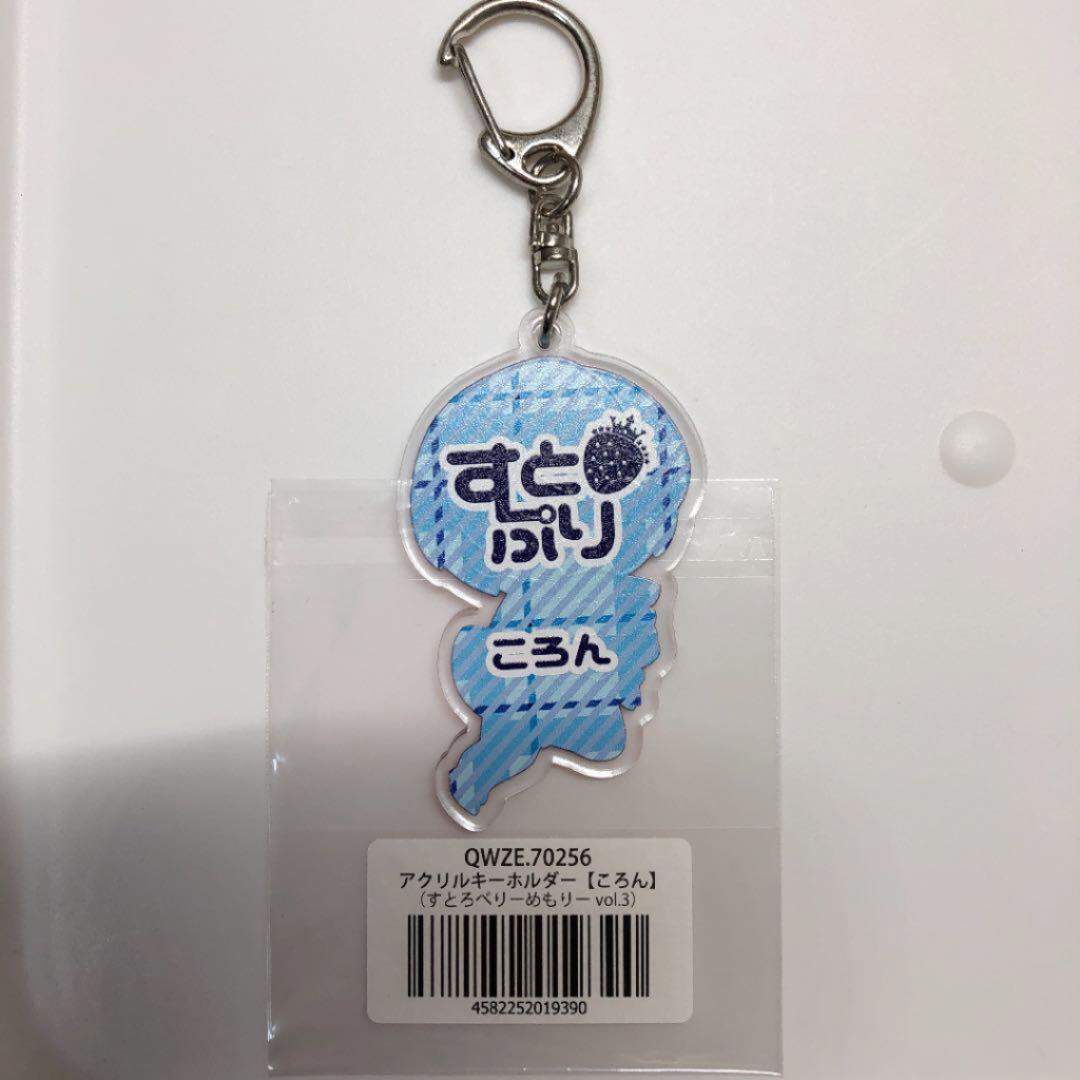 すと
ぷり
ころん
QWZE.70256
アクリルキーホルダー【ころん】
（すとろべりーめもりー vol.3）
4582252019390